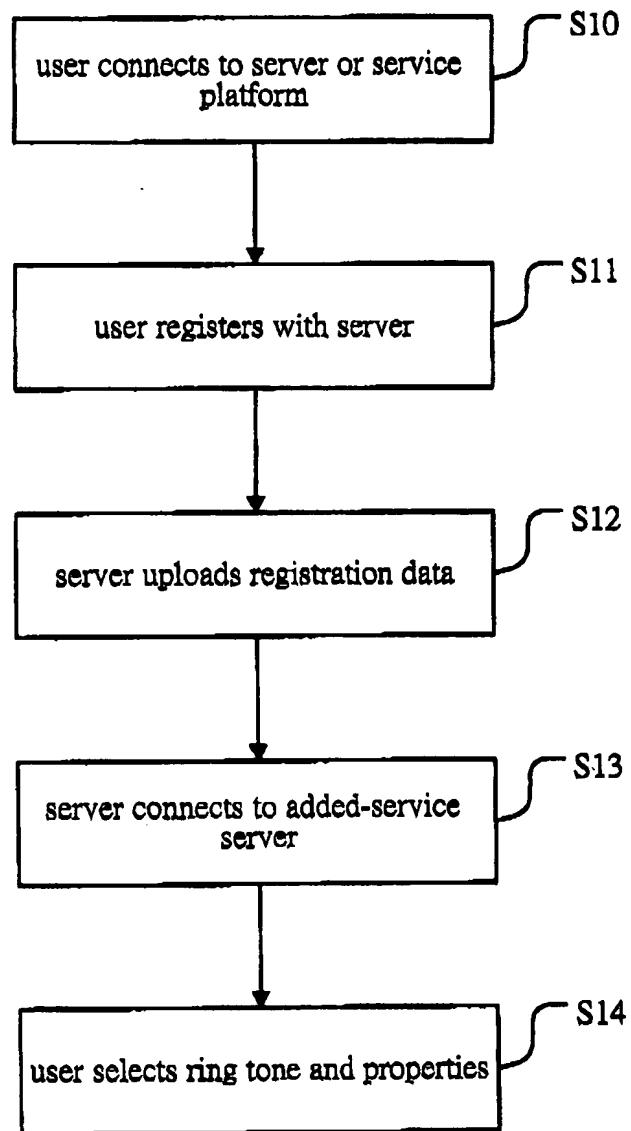 S10
user connects to server or service
platform
S11
user registers with server
S12
server uploads registration data
S13
server connects to added-service
server
S14
user selects ring tone and properties